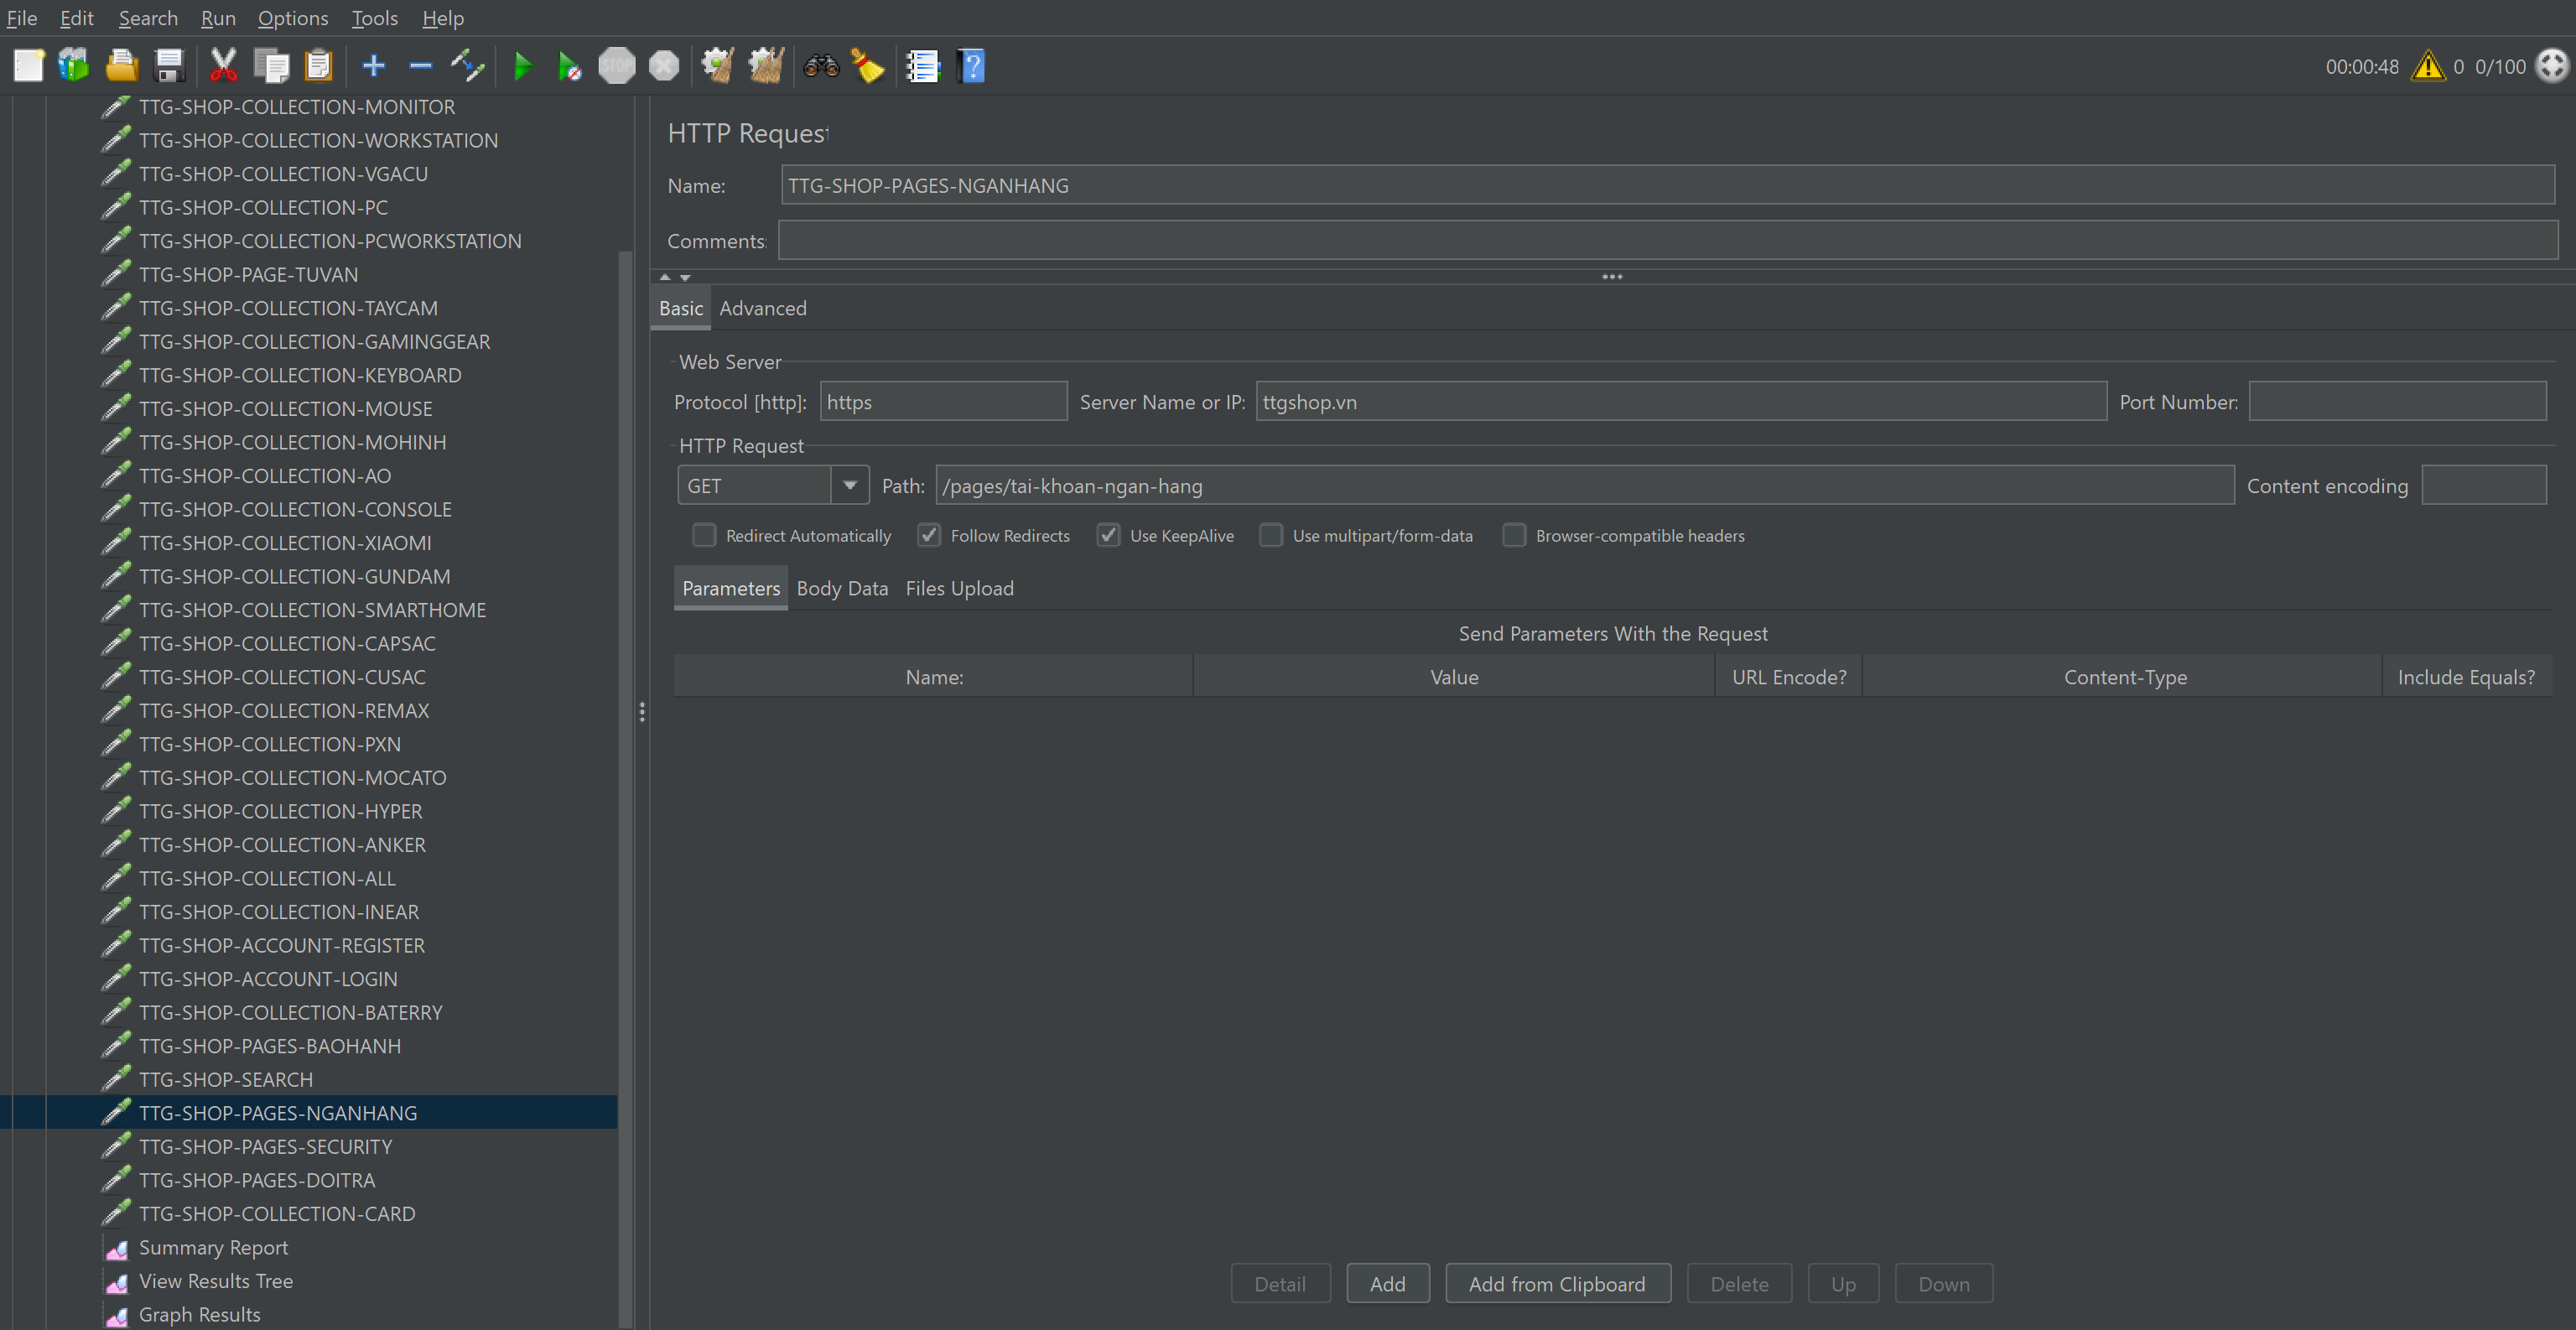 File Edit Search Run Options Tools Help
STOP
00:00:48 0 0/100
TTG-SHOP-COLLECTION-MONITOR
TTG-SHOP-COLLECTION-WORKSTATION
TTG-SHOP-COLLECTION-VGACU
TTG-SHOP-COLLECTION-PC
TTG-SHOP-COLLECTION-PCWORKSTATION
TTG-SHOP-PAGE-TUVAN
TTG-SHOP-COLLECTION-TAYCAM
TTG-SHOP-COLLECTION-GAMINGGEAR
TTG-SHOP-COLLECTION-KEYBOARD
TTG-SHOP-COLLECTION-MOUSE
TTG-SHOP-COLLECTION-MOHINH
TTG-SHOP-COLLECTION-AO
TTG-SHOP-COLLECTION-CONSOLE
TTG-SHOP-COLLECTION-XIAOMI
TTG-SHOP-COLLECTION-GUNDAM
TTG-SHOP-COLLECTION-SMARTHOME
TTG-SHOP-COLLECTION-CAPSAC
TTG-SHOP-COLLECTION-CUSAC
TTG-SHOP-COLLECTION-REMAX
TTG-SHOP-COLLECTION-PXN
TTG-SHOP-COLLECTION-MOCATO
TTG-SHOP-COLLECTION-HYPER
TTG-SHOP-COLLECTION-ANKER
TTG-SHOP-COLLECTION-ALL
TTG-SHOP-COLLECTION-INEAR
TTG-SHOP-ACCOUNT-REGISTER
TTG-SHOP-ACCOUNT-LOGIN
TTG-SHOP-COLLECTION-BATERRY
TTG-SHOP-PAGES-BAOHANH
TTG-SHOP-SEARCH
TTG-SHOP-PAGES-NGANHANG
TTG-SHOP-PAGES-SECURITY
TTG-SHOP-PAGES-DOITRA
TTG-SHOP-COLLECTION-CARD
Summary Report
View Results Tree
Graph Results
HTTP Request
Name: TTG-SHOP-PAGES-NGANHANG
Comments:
Basic Advanced
Web Server
Protocol [http]: https Server Name or IP: ttgshop.vn Port Number:
HTTP Request
GET Path: /pages/tai-khoan-ngan-hang Content encoding
Redirect Automatically Follow Redirects Use KeepAlive Use multipart/form-data Browser-compatible headers
Parameters Body Data Files Upload
Send Parameters With the Request
Name: Value URL Encode? Content-Type Include Equals?
Detail Add Add from Clipboard Delete Up Down